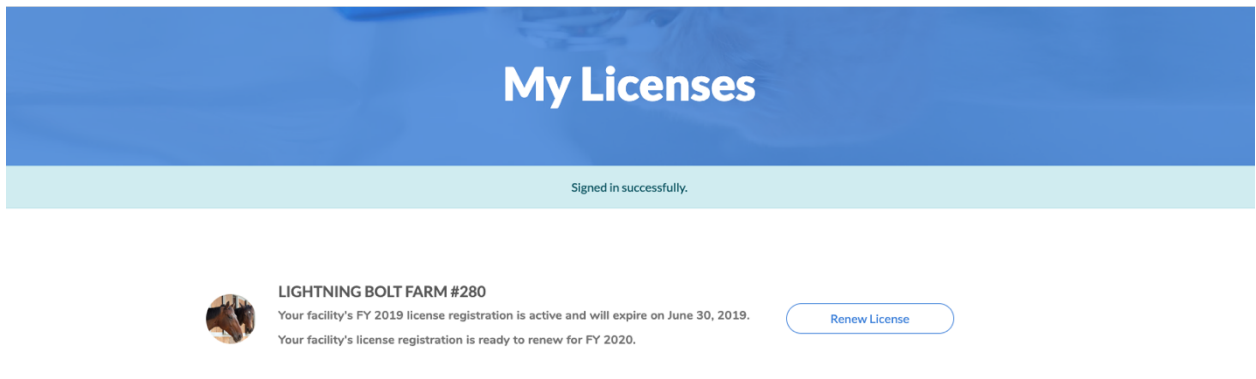 My Licenses
Signed in successfully.
LIGHTNING BOLT FARM #280
Your facility's FY 2019 license registration is active and will expire on June 30, 2019.
Your facility's license registration is ready to renew for FY 2020.
Renew License